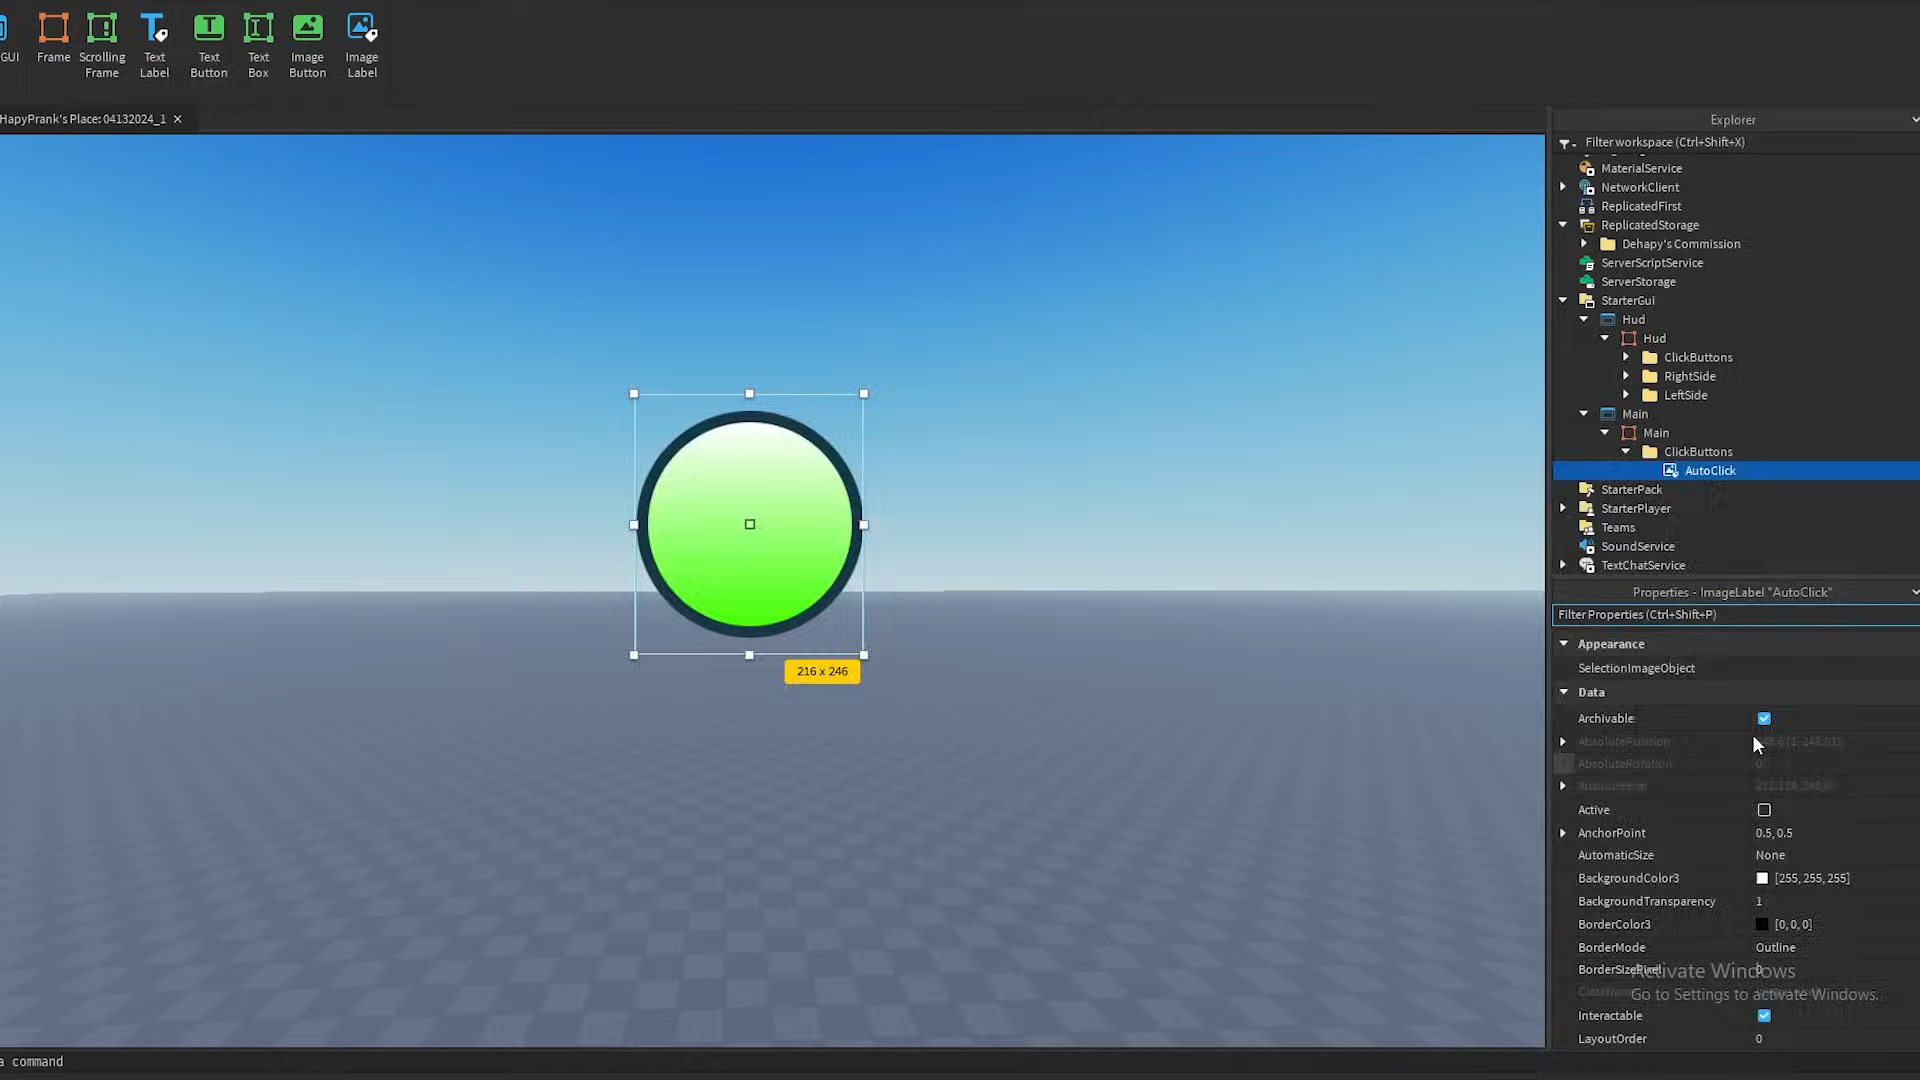 GUI
Frame
Scrolling
Frame
Text
Label
Text
Button
Text
Box
Image
Button
Image
Label
HapyPrank's Place: 04132024_1
Explorer
Filter workspace (Ctrl+Shift+X)
MaterialService
NetworkClient
ReplicatedFirst
ReplicatedStorage
Dehapy's Commission
ServerScriptService
ServerStorage
StarterGui
Hud
Hud
ClickButtons
RightSide
LeftSide
Main
Main
ClickButtons
AutoClick
StarterPack
StarterPlayer
Teams
SoundService
TextChatService
216 x 246
Properties - ImageLabel "AutoClick"
Filter Properties (Ctrl+Shift+P)
Appearance
SelectionImageObject
Data
Archivable
AbsolutePosition
AbsoluteRotation 0
Active
AnchorPoint 0.5, 0.5
AutomaticSize None
BackgroundColor3 [255, 255, 255]
BackgroundTransparency 1
BorderColor3 [0, 0, 0]
BorderMode Outline
BorderSizePixel 0
Activate Windows
Go to Settings to activate Windows.
Interactable
LayoutOrder 0
a command